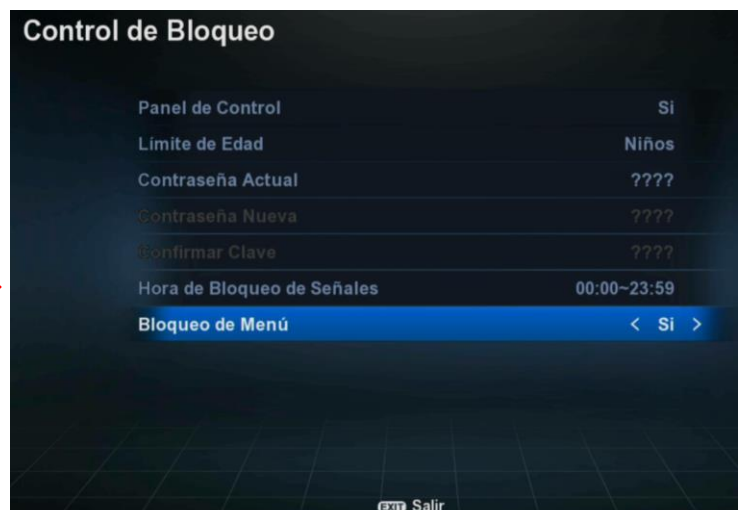 Control de Bloqueo
Panel de Control Si
Límite de Edad Niños
Contraseña Actual ????
Contraseña Nueva ????
Confirmar Clave ????
Hora de Bloqueo de Señales 00:00~23:59
Bloqueo de Menú < Si >
EXIT Salir